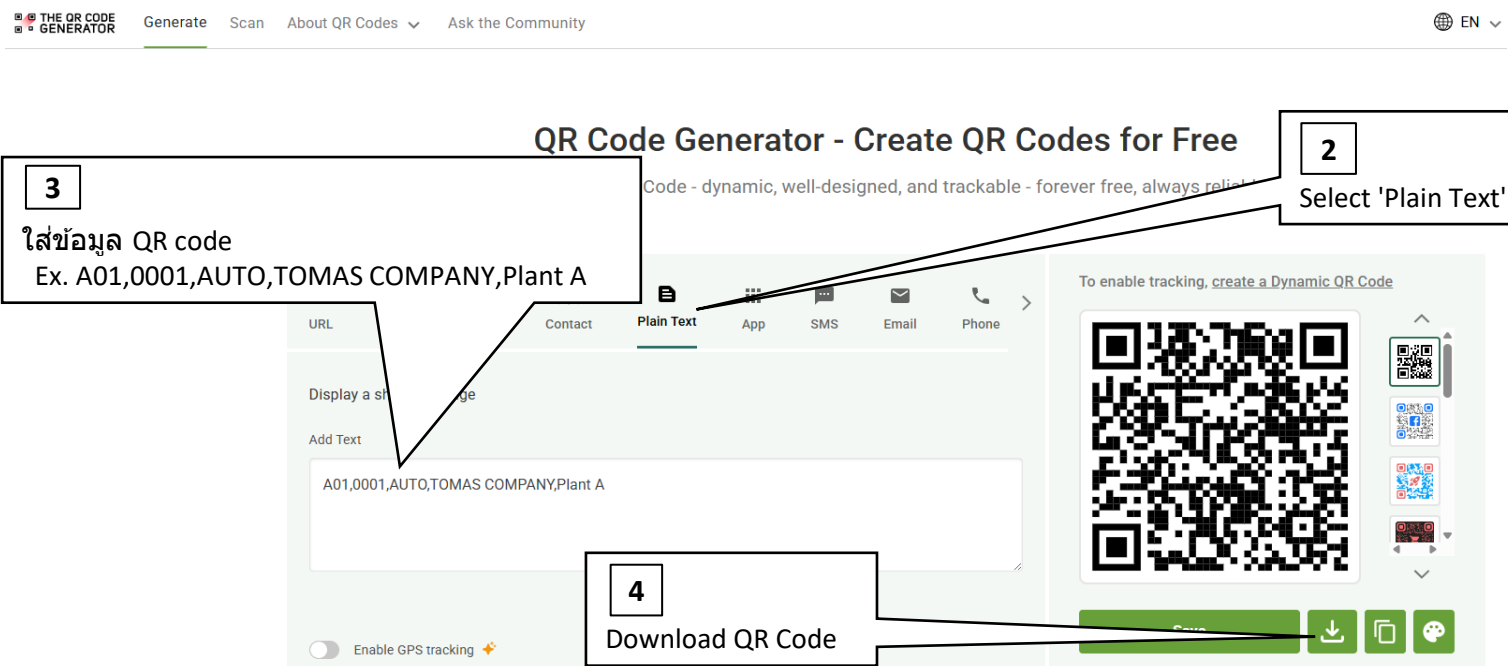 THE QR CODE
GENERATOR
Generate
Scan
About QR Codes
Ask the Community
EN
QR Code Generator - Create QR Codes for Free
Code - dynamic, well-designed, and trackable - forever free, always
2
Select 'Plain Text'
3
ใส่ข้อมูล QR code
Ex. A01,0001,AUTO,TOMAS COMPANY,Plant A
To enable tracking, create a Dynamic QR Code
URL
Contact
Plain Text
App
SMS
Email
Phone
Display a
Add Text
A01,0001,AUTO,TOMAS COMPANY,Plant A
4
Download QR Code
Enable GPS tracking